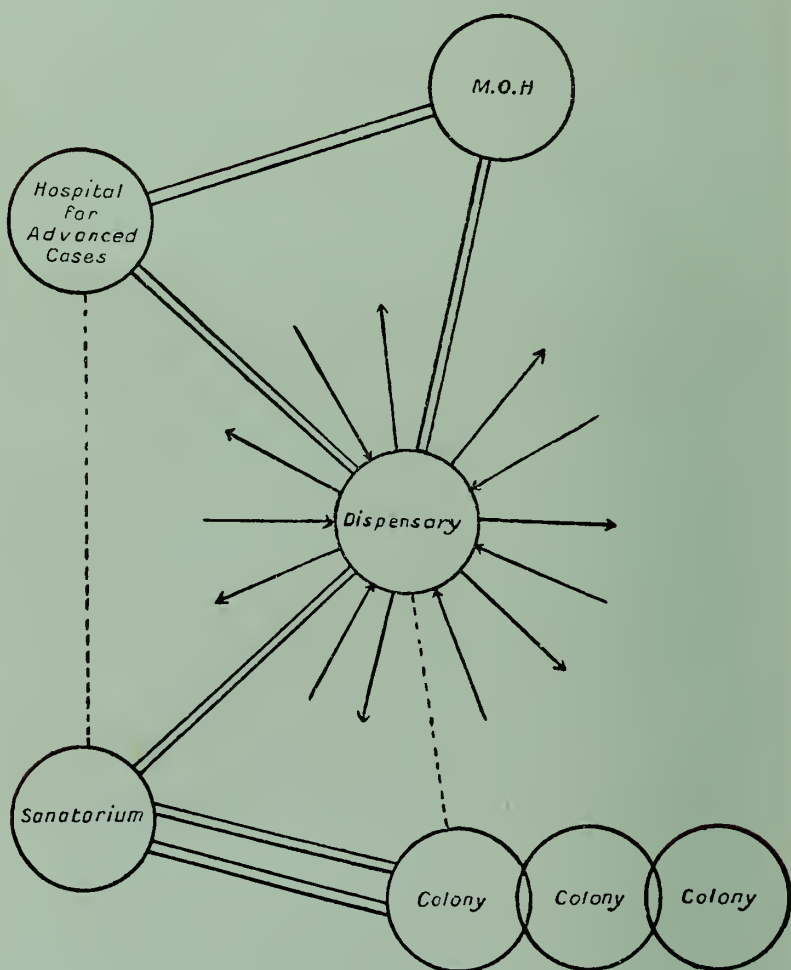 M.O.H
Hospital
for
Advanced
Cases
Dispensary
Sanatorium
Colony
Colony
Colony